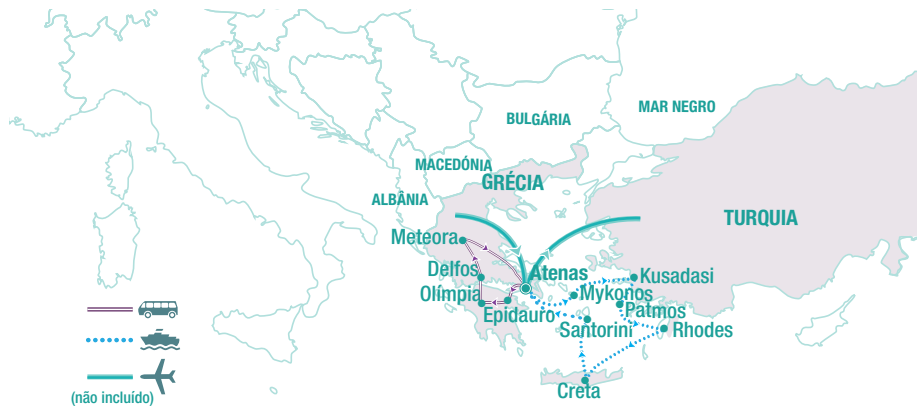 MAR NEGRO
BULGÁRIA
MACEDÓNIA
GRÉCIA
ALBÂNIA
TURQUIA
Meteora
Delfos
Atenas
Kusadasi
Olímpia
Mykonos
Epidauro
Patmos
Santorini
Rhodes
Creta
(não incluído)